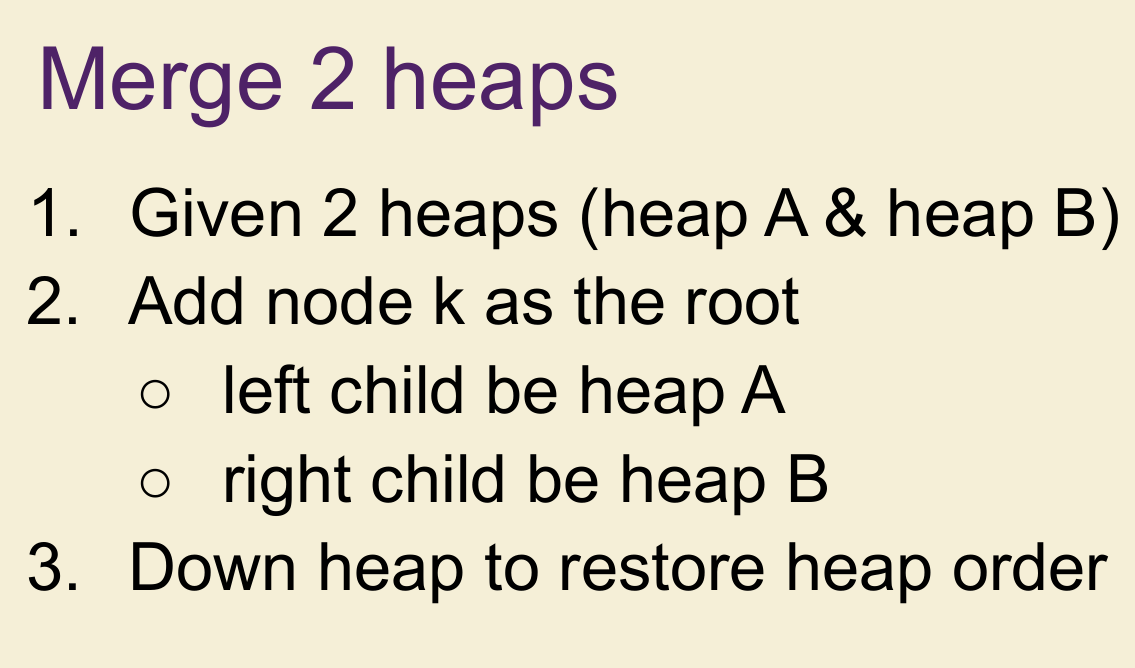 Merge 2 heaps
1. Given 2 heaps (heap A & heap B)
2. Add node k as the root
○ left child be heap A
○ right child be heap B
3. Down heap to restore heap order